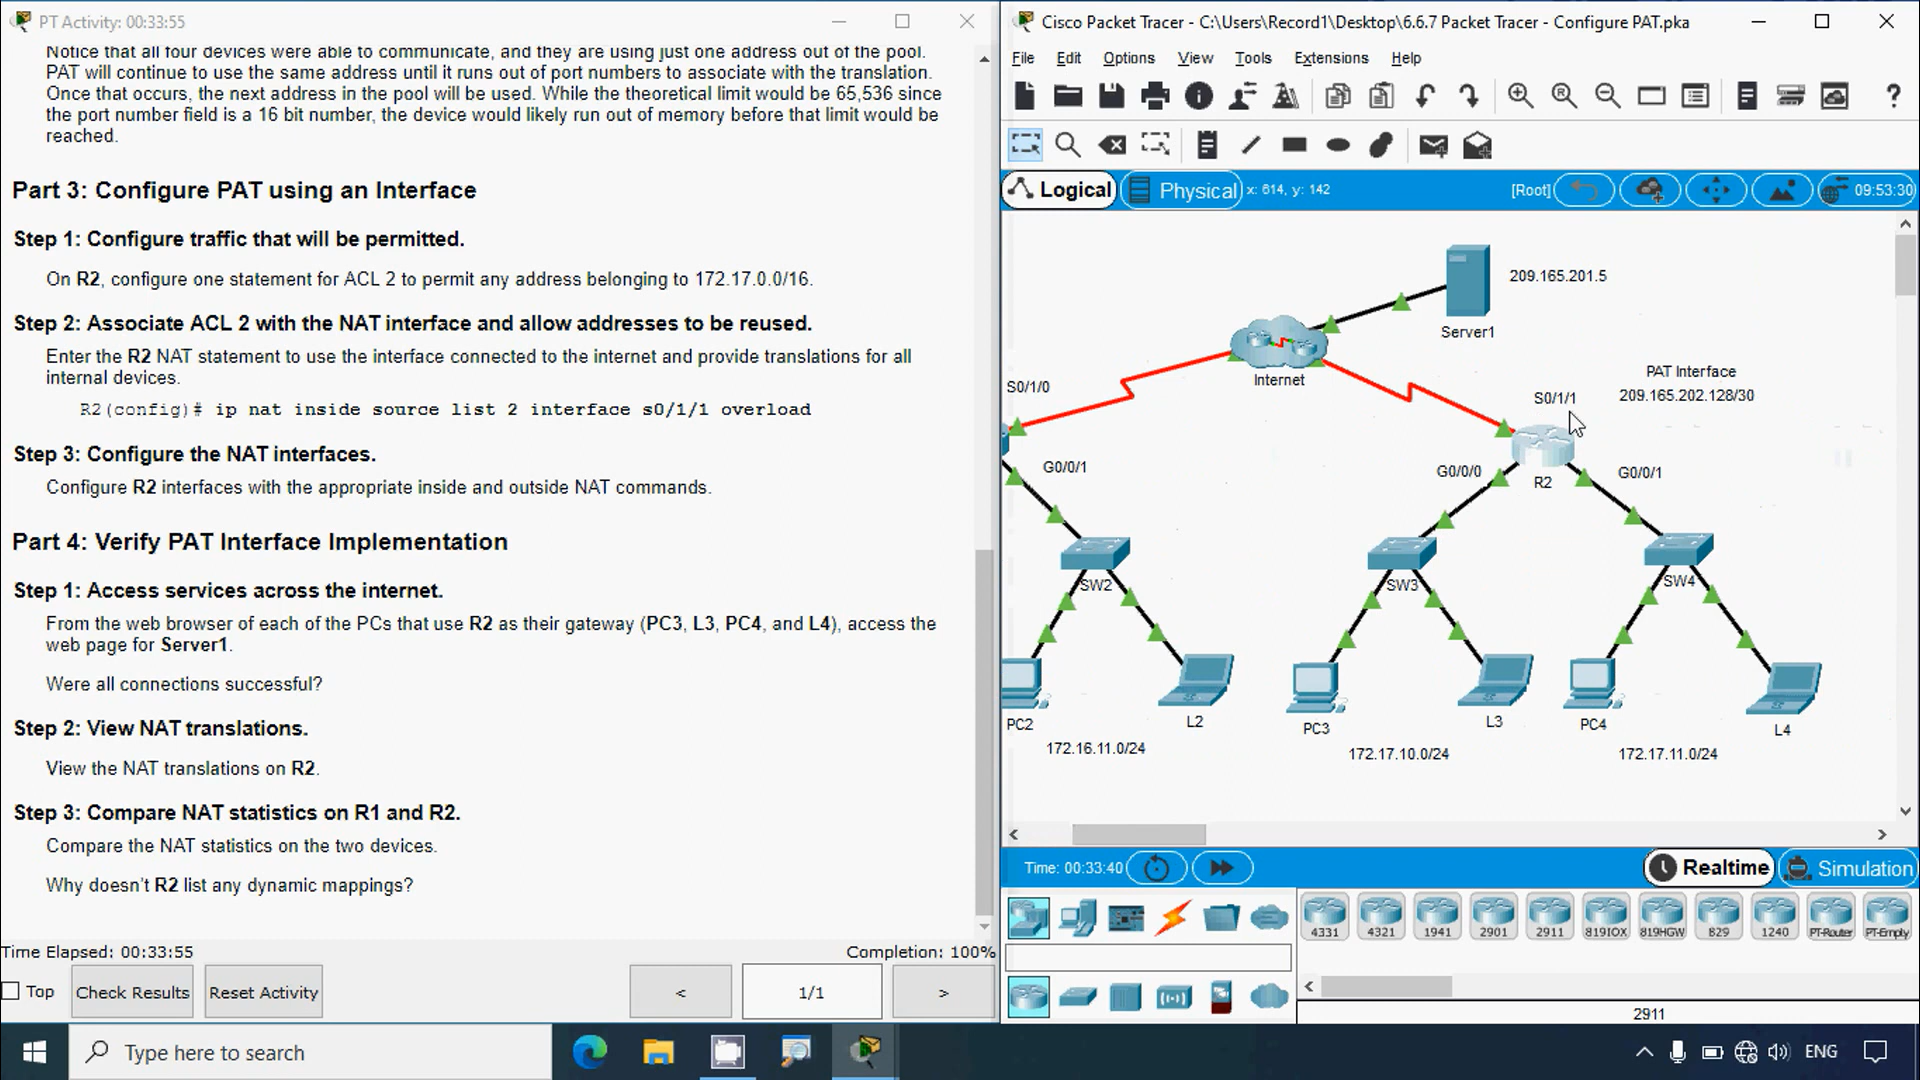 PT Activity: 00:33:55
Notice that all four devices were able to communicate, and they are using just one address out of the pool.
PAT will continue to use the same address until it runs out of port numbers to associate with the translation.
Once that occurs, the next address in the pool will be used. While the theoretical limit would be 65,536 since
the port number field is a 16 bit number, the device would likely run out of memory before that limit would be
reached.
Part 3: Configure PAT using an Interface
Step 1: Configure traffic that will be permitted.
On R2, configure one statement for ACL 2 to permit any address belonging to 172.17.0.0/16.
Step 2: Associate ACL 2 with the NAT interface and allow addresses to be reused.
Enter the R2 NAT statement to use the interface connected to the internet and provide translations for all
internal devices.
R2(config)# ip nat inside source list 2 interface s0/1/1 overload
Step 3: Configure the NAT interfaces.
Configure R2 interfaces with the appropriate inside and outside NAT commands.
Part 4: Verify PAT Interface Implementation
Step 1: Access services across the internet.
From the web browser of each of the PCs that use R2 as their gateway (PC3, L3, PC4, and L4), access the
web page for Server1.
Were all connections successful?
Step 2: View NAT translations.
View the NAT translations on R2.
Step 3: Compare NAT statistics on R1 and R2.
Compare the NAT statistics on the two devices.
Why doesn't R2 list any dynamic mappings?
Time Elapsed: 00:33:55 Completion: 100%
Top Check Results Reset Activity < 1/1 >
Cisco Packet Tracer - C:\Users\Record1\Desktop\6.6.7 Packet Tracer - Configure PAT.pka
File Edit Options View Tools Extensions Help
Logical Physical x: 614, y: 142 [Root] 09:53:30
209.165.201.5
Server1
Internet
PAT Interface
S0/1/0
S0/1/1 209.165.202.128/30
G0/0/1 G0/0/0 R2 G0/0/1
SW2 SW3 SW4
PC2 L2 PC3 L3 PC4 L4
172.16.11.0/24 172.17.10.0/24 172.17.11.0/24
Time: 00:33:40 Realtime Simulation
4331 4321 1941 2901 2911 819IOX 819HGW 829 1240 PT-Router PT-Empty
2911
Type here to search
ENG